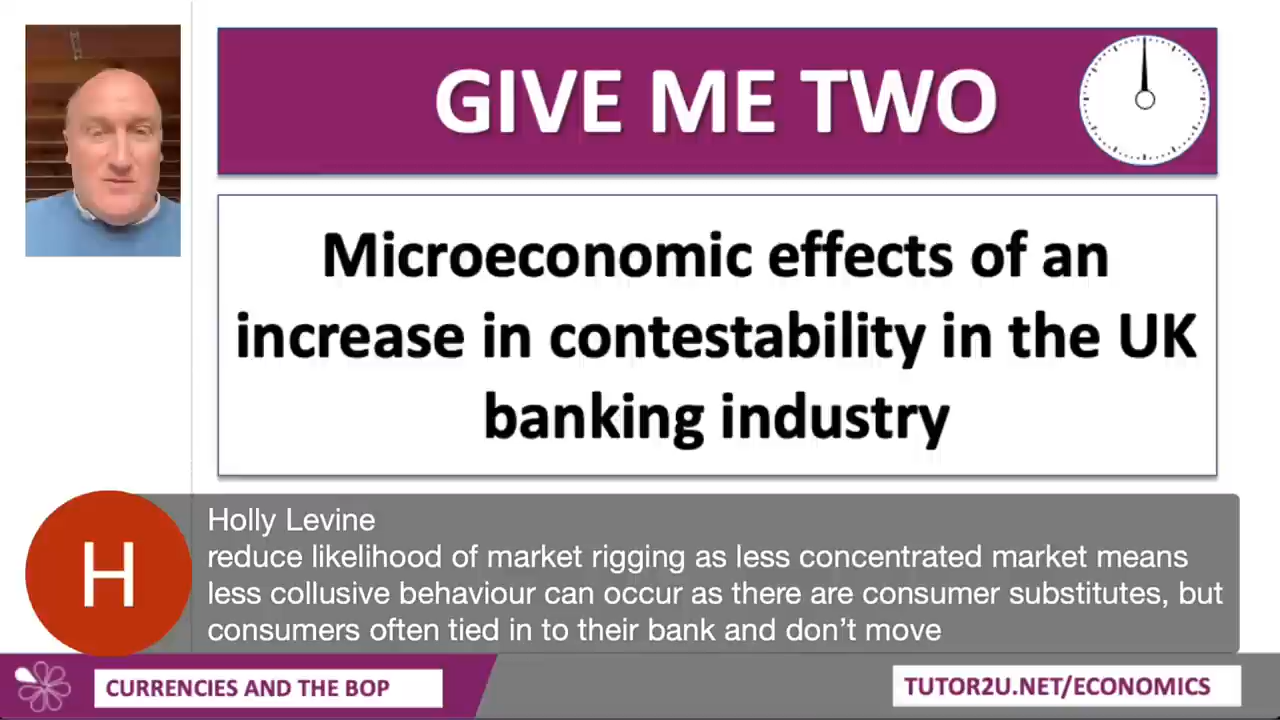 GIVE ME TWO
Microeconomic effects of an
increase in contestability in the UK
banking industry
H
Holly Levine
reduce likelihood of market rigging as less concentrated market means
less collusive behaviour can occur as there are consumer substitutes, but
consumers often tied in to their bank and don’t move
CURRENCIES AND THE BOP
TUTOR2U.NET/ECONOMICS